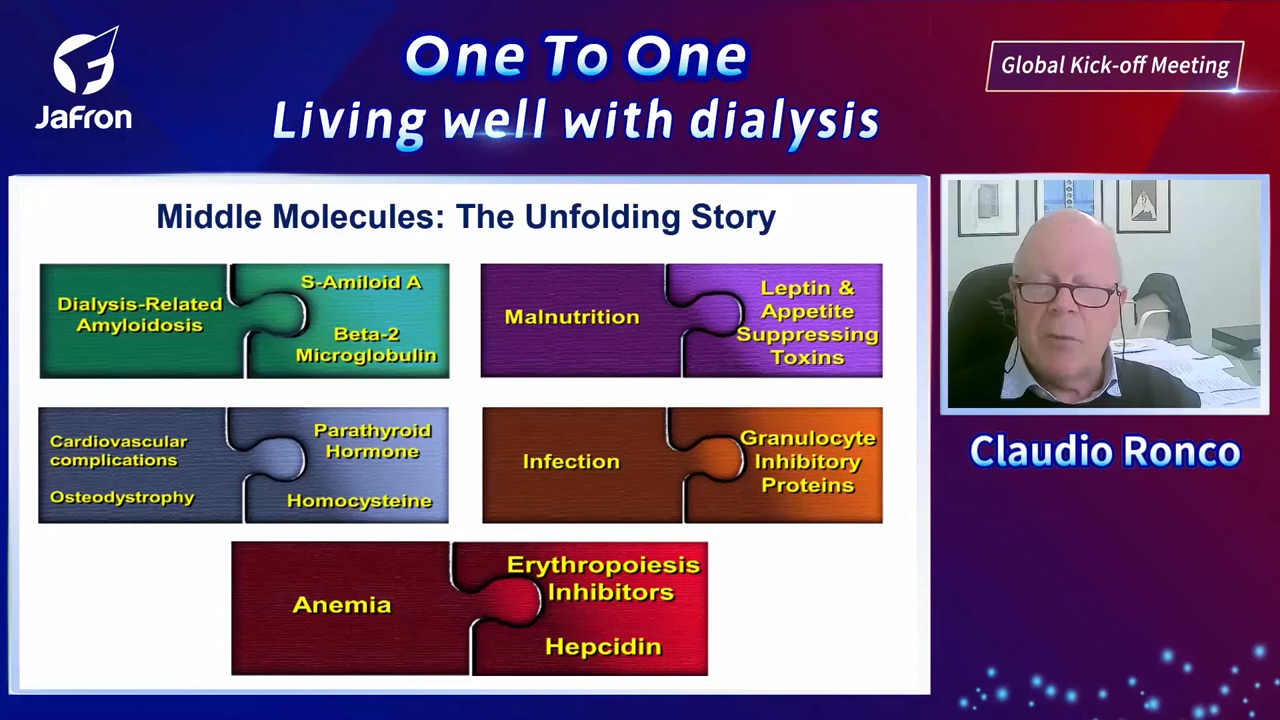 JaFron
One To One
Living well with dialysis
Global Kick-off Meeting
Middle Molecules: The Unfolding Story
Dialysis-Related
Amyloidosis
S-Amiloid A
Beta-2
Microglobulin
Malnutrition
Leptin &
Appetite
Suppressing
Toxins
Cardiovascular
complications
Osteodystrophy
Parathyroid
Hormone
Homocysteine
Infection
Granulocyte
Inhibitory
Proteins
Anemia
Erythropoiesis
Inhibitors
Hepcidin
Claudio Ronco